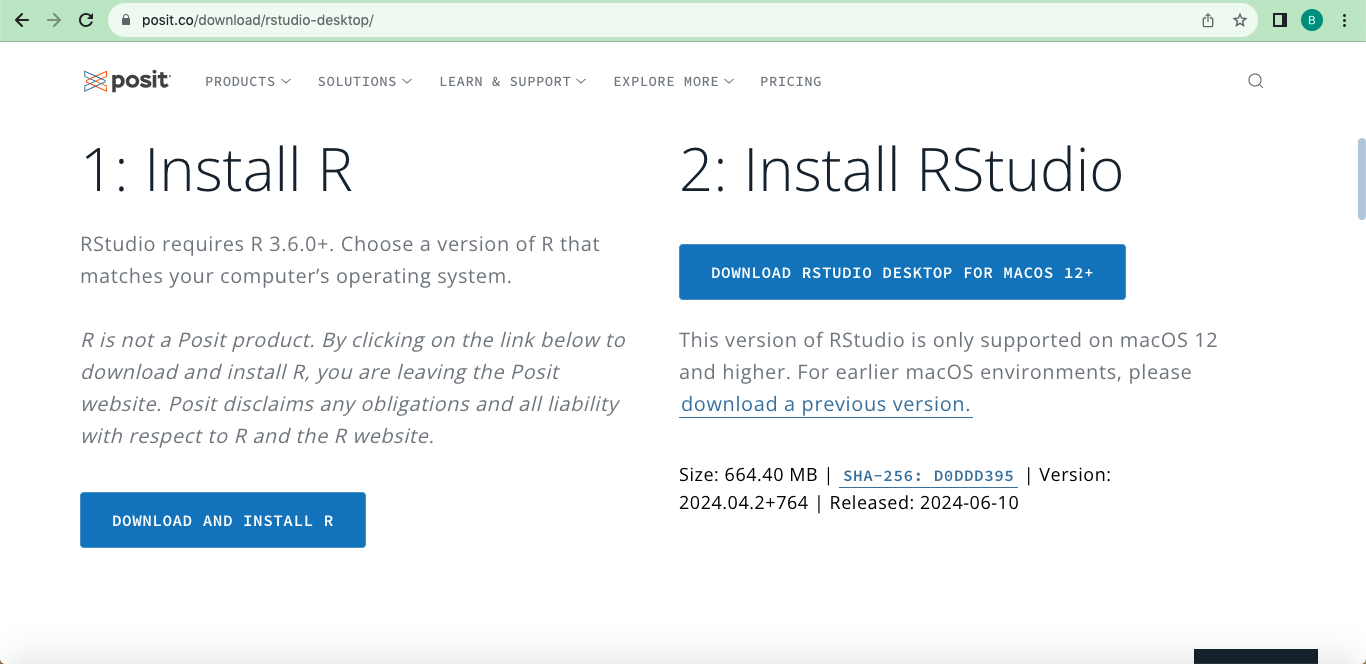 posit.co/download/rstudio-desktop/
B
posit
PRODUCTS
SOLUTIONS
LEARN & SUPPORT
EXPLORE MORE
PRICING
1: Install R
RStudio requires R 3.6.0+. Choose a version of R that
matches your computer’s operating system.
R is not a Posit product. By clicking on the link below to
download and install R, you are leaving the Posit
website. Posit disclaims any obligations and all liability
with respect to R and the R website.
DOWNLOAD AND INSTALL R
2: Install RStudio
DOWNLOAD RSTUDIO DESKTOP FOR MACOS 12+
This version of RStudio is only supported on macOS 12
and higher. For earlier macOS environments, please
download a previous version.
Size: 664.40 MB | SHA-256: D0DDD395 | Version:
2024.04.2+764 | Released: 2024-06-10